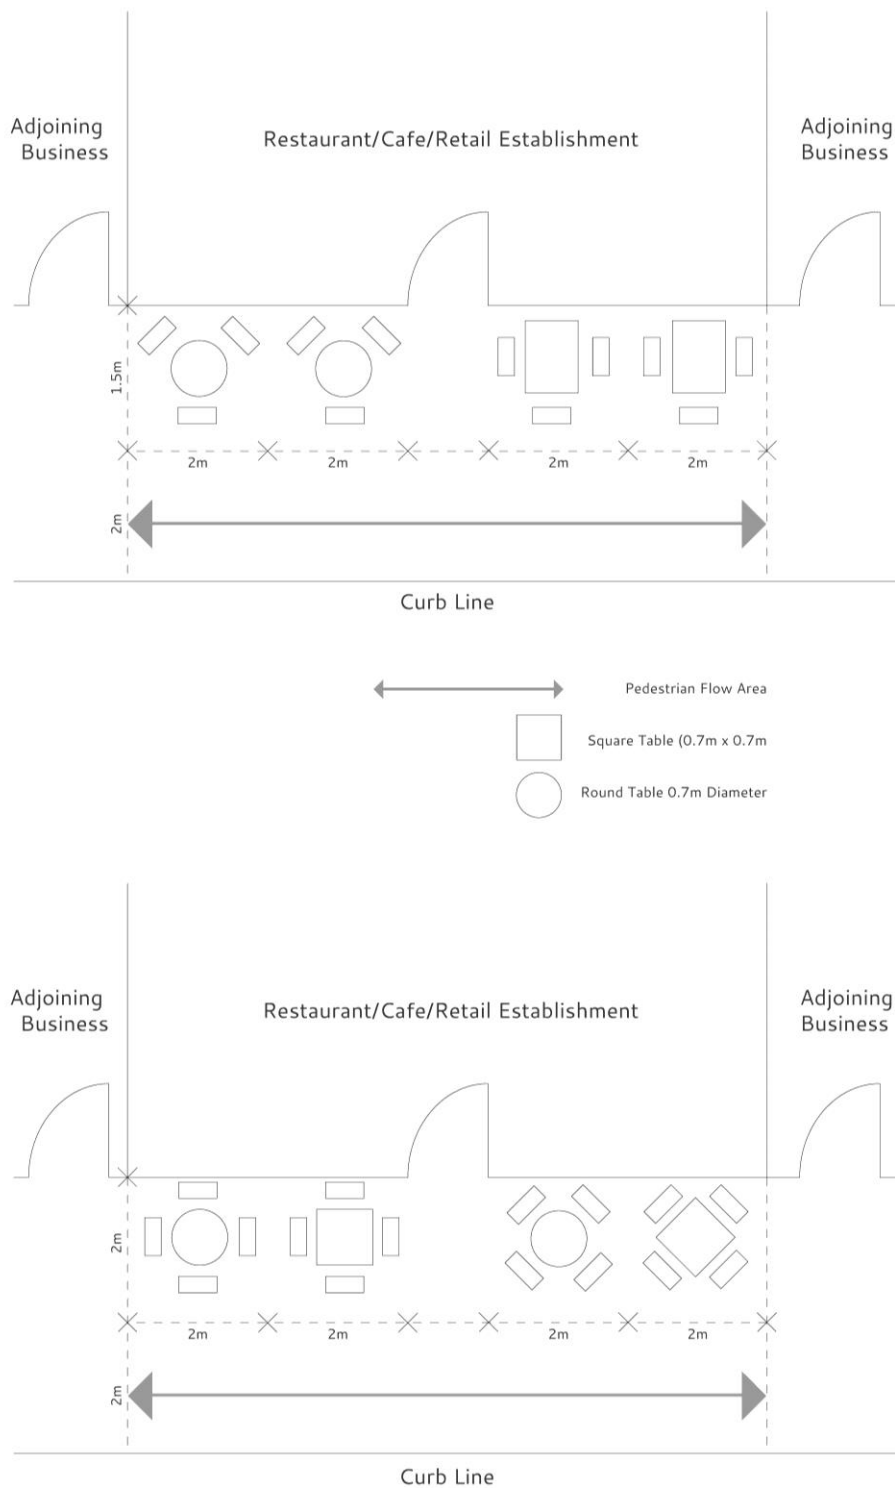 Adjoining
Business
Restaurant/Cafe/Retail Establishment
Adjoining
Business
1.5m
2m
2m
2m
2m
2m
Curb Line
Pedestrian Flow Area
Square Table (0.7m x 0.7m
Round Table 0.7m Diameter
Adjoining
Business
Restaurant/Cafe/Retail Establishment
Adjoining
Business
2m
2m
2m
2m
2m
2m
Curb Line